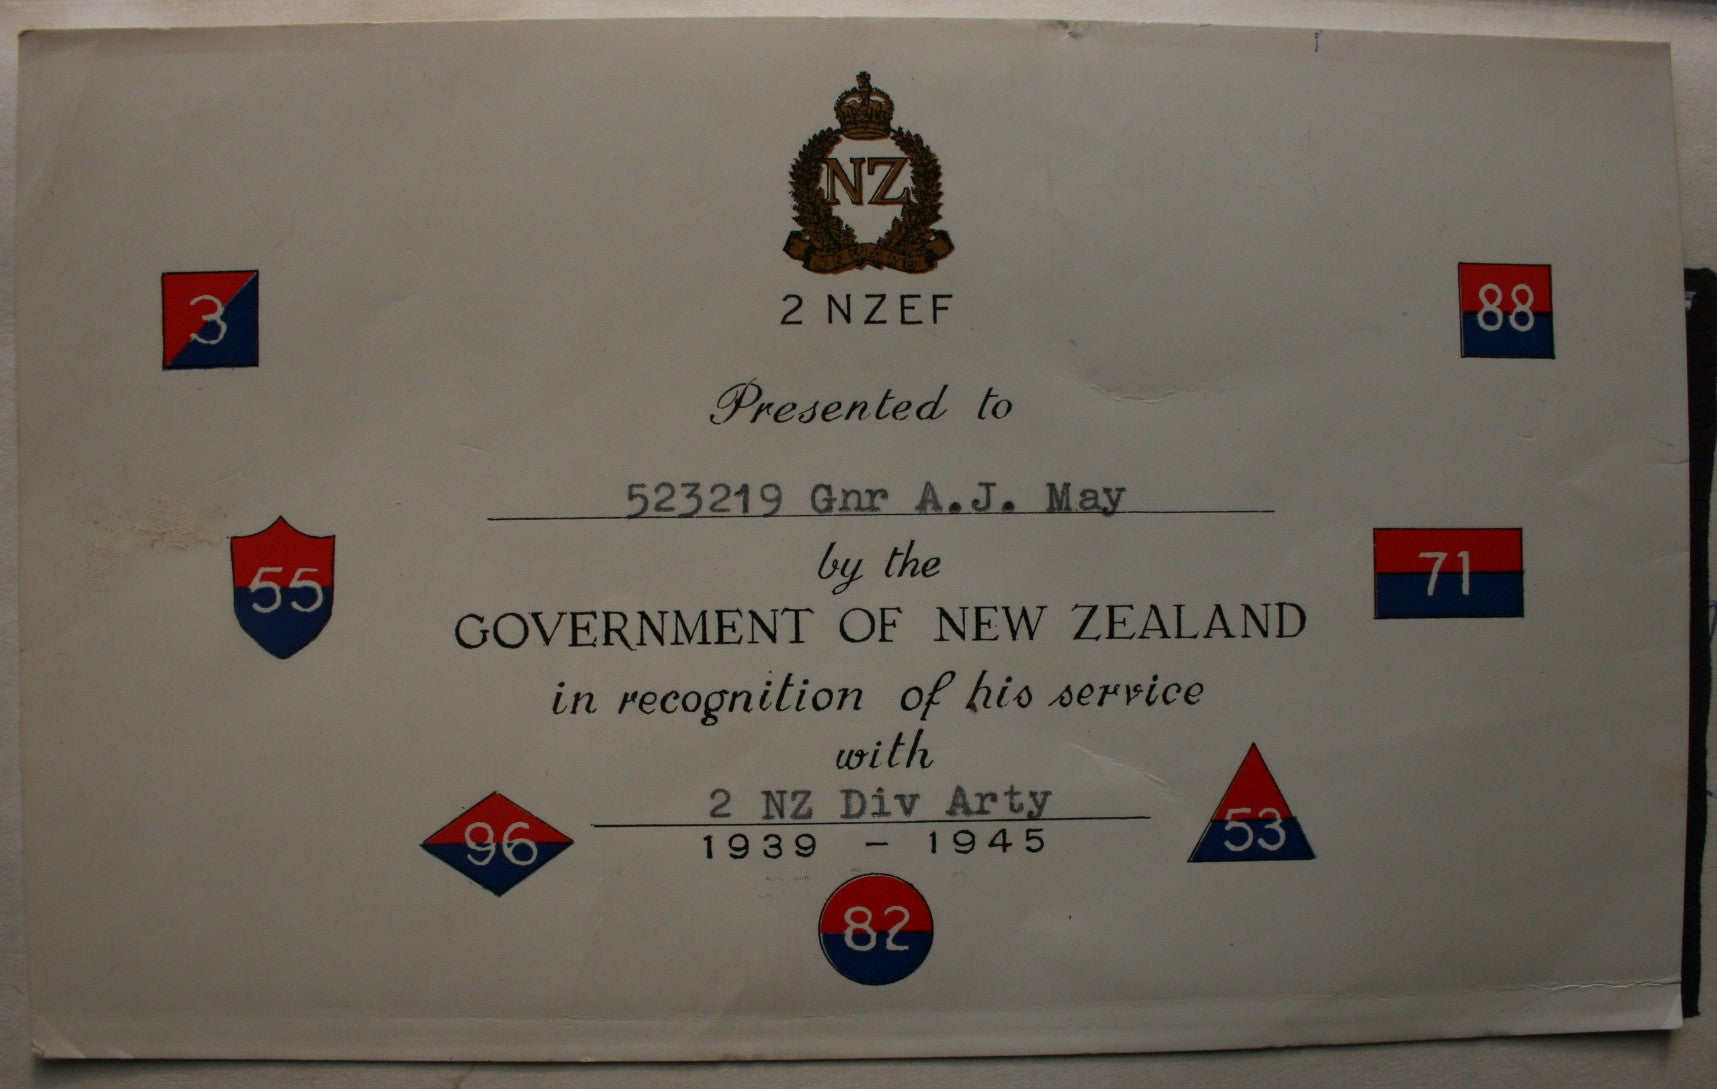 NZ
ONWARD
2 NZEF
3
88
Presented to
523219 Gnr A.J. May
55
by the
71
GOVERNMENT OF NEW ZEALAND
in recognition of his service
with
96
2 NZ Div Arty
53
1939 - 1945
82